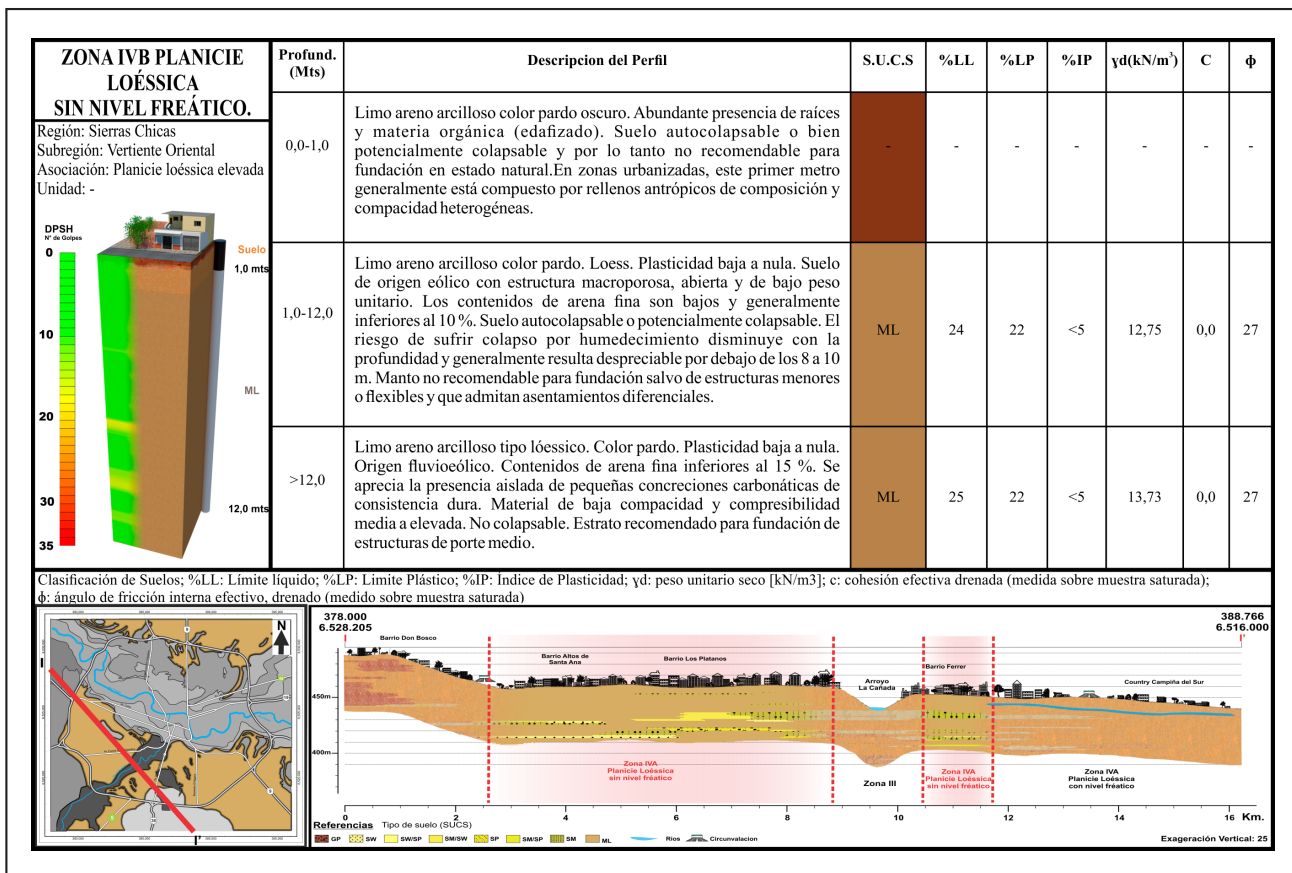 ZONA IVB PLANICIE
LOÉSSICA
SIN NIVEL FREÁTICO.
Región: Sierras Chicas
Subregión: Vertiente Oriental
Asociación: Planicie loéssica elevada
Unidad: -
DPSH
N° de Golpes
0
10
20
30
35
Suelo
1,0 mts
ML
12,0 mts
Profund.
(Mts)
Descripcion del Perfil
S.U.C.S
%LL
%LP
%IP
γd(kN/m³)
C
ɸ
0,0-1,0
Limo areno arcilloso color pardo oscuro. Abundante presencia de raíces
y materia orgánica (edafizado). Suelo autocolapsable o bien
potencialmente colapsable y por lo tanto no recomendable para
fundación en estado natural.En zonas urbanizadas, este primer metro
generalmente está compuesto por rellenos antrópicos de composición y
compacidad heterogéneas.
- - - - - - -
1,0-12,0
Limo areno arcilloso color pardo. Loess. Plasticidad baja a nula. Suelo
de origen eólico con estructura macroporosa, abierta y de bajo peso
unitario. Los contenidos de arena fina son bajos y generalmente
inferiores al 10 %. Suelo autocolapsable o potencialmente colapsable. El
riesgo de sufrir colapso por humedecimiento disminuye con la
profundidad y generalmente resulta despreciable por debajo de los 8 a 10
m. Manto no recomendable para fundación salvo de estructuras menores
o flexibles y que admitan asentamientos diferenciales.
ML 24 22 <5 12,75 0,0 27
>12,0
Limo areno arcilloso tipo lóessico. Color pardo. Plasticidad baja a nula.
Origen fluvioeólico. Contenidos de arena fina inferiores al 15 %. Se
aprecia la presencia aislada de pequeñas concreciones carbonáticas de
consistencia dura. Material de baja compacidad y compresibilidad
media a elevada. No colapsable. Estrato recomendado para fundación de
estructuras de porte medio.
ML 25 22 <5 13,73 0,0 27
Clasificación de Suelos; %LL: Límite líquido; %LP: Limite Plástico; %IP: Índice de Plasticidad; γd: peso unitario seco [kN/m3]; c: cohesión efectiva drenada (medida sobre muestra saturada);
ɸ: ángulo de fricción interna efectivo, drenado (medido sobre muestra saturada)
N
378.000
6.528.205
388.766
6.516.000
I
I'
Barrio Don Bosco
Barrio Altos de
Santa Ana
Barrio Los Platanos
Arroyo
La Cañada
Barrio Ferrer
Country Campiña del Sur
450m
400m
Zona IVA
Planicie Loéssica
sin nivel fréatico
Zona III
Zona IVA
Planicie Loéssica
sin nivel fréatico
Zona IVA
Planicie Loéssica
con nivel fréatico
0 2 4 6 8 10 12 14 16 Km.
Referencias Tipo de suelo (SUCS)
GP SW SW/SP SM/SW SP SM/SP SM ML Rios Circunvalacion
Exageración Vertical: 25